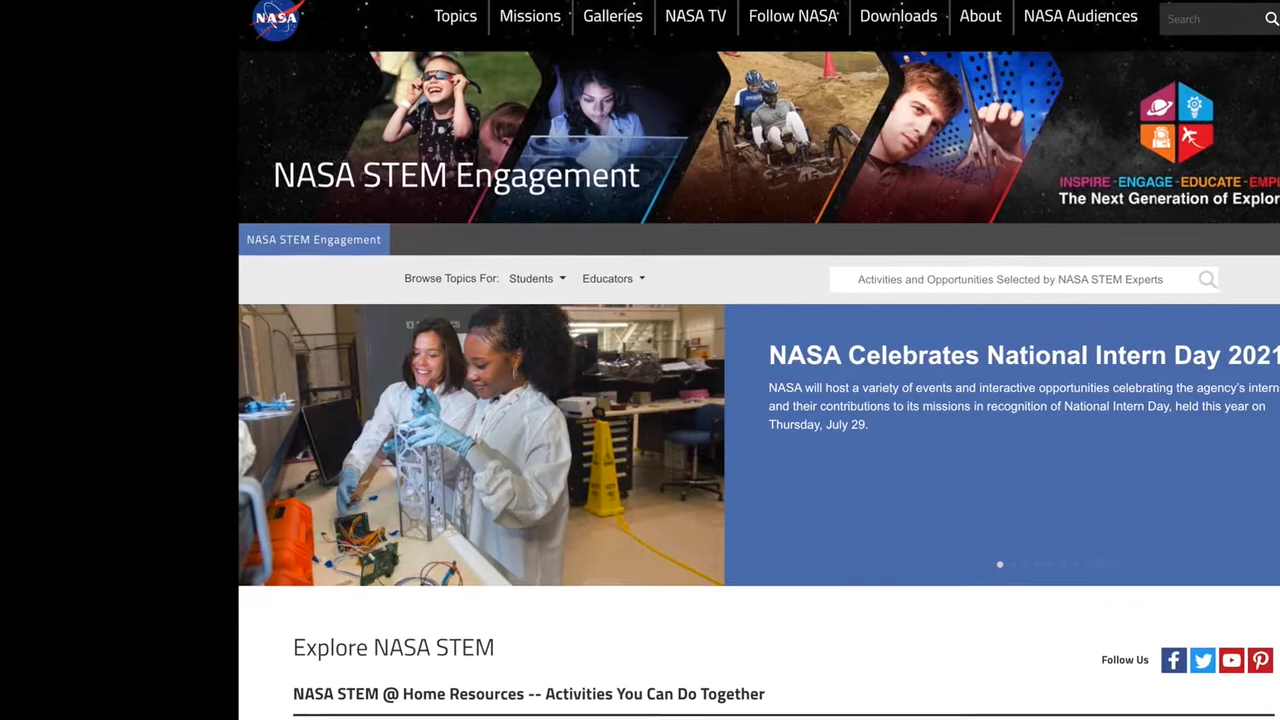 NASA
Topics
Missions
Galleries
NASA TV
Follow NASA
Downloads
About
NASA Audiences
Search
NASA STEM Engagement
INSPIRE - ENGAGE - EDUCATE - EMPL
The Next Generation of Explor
NASA STEM Engagement
Browse Topics For:
Students
Educators
Activities and Opportunities Selected by NASA STEM Experts
NASA Celebrates National Intern Day 2021
NASA will host a variety of events and interactive opportunities celebrating the agency's intern
and their contributions to its missions in recognition of National Intern Day, held this year on
Thursday, July 29.
Explore NASA STEM
Follow Us
NASA STEM @ Home Resources -- Activities You Can Do Together